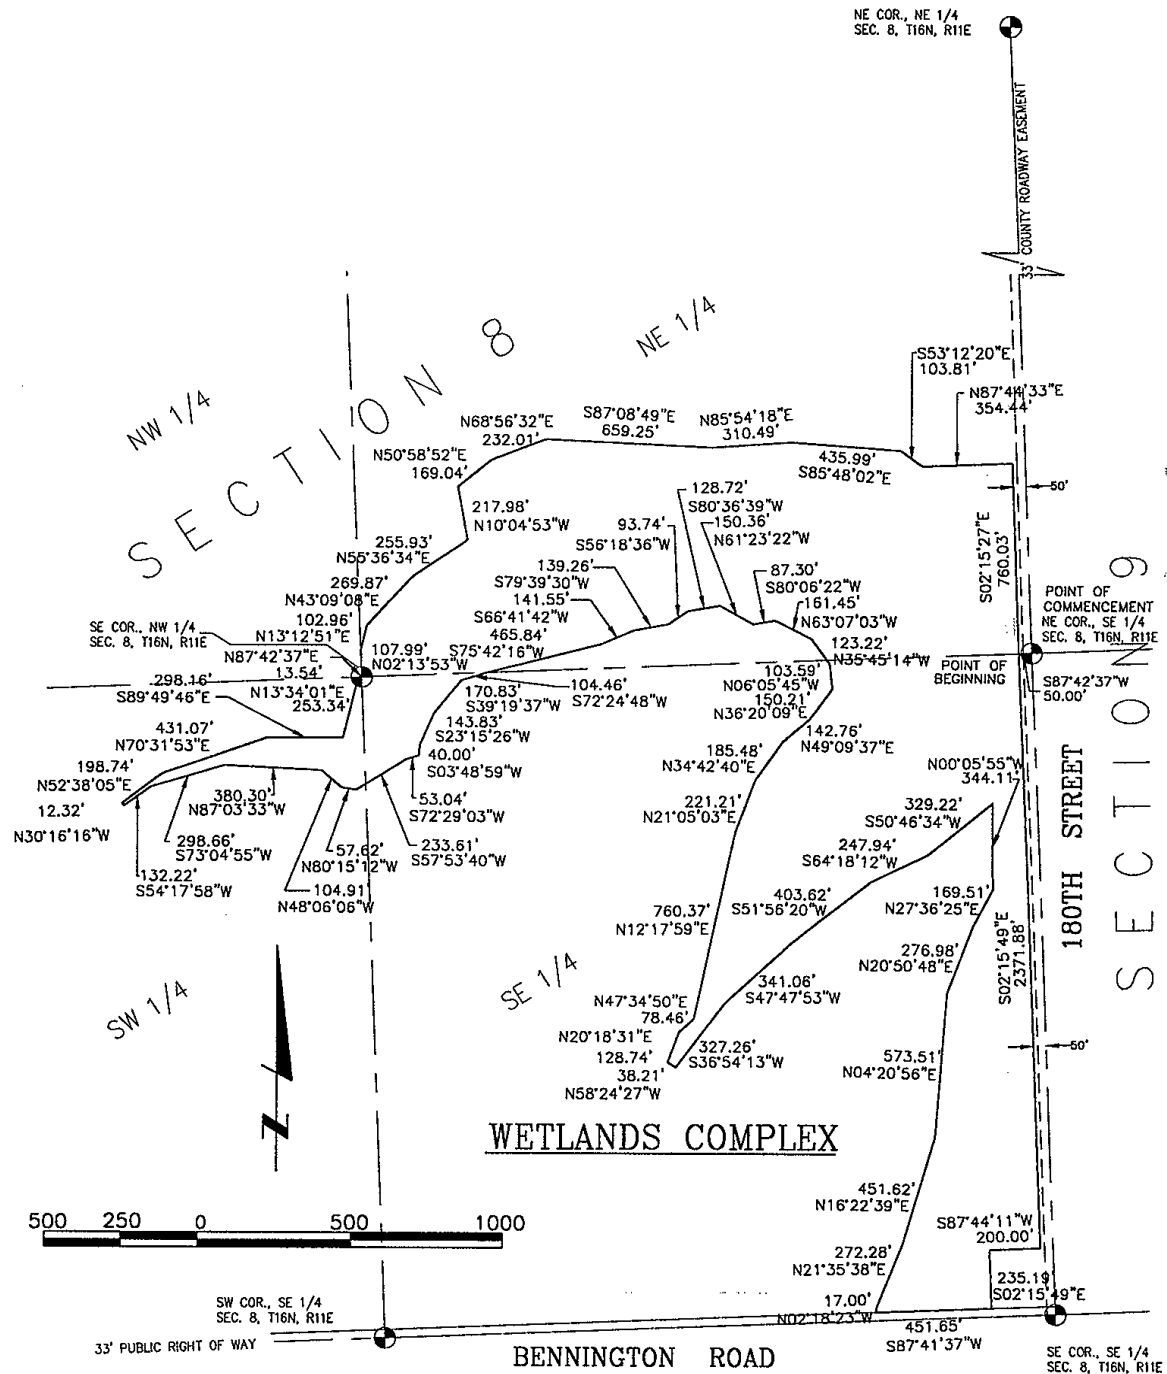 NE COR., NE 1/4
SEC. 8, T16N, R11E
33' COUNTY ROADWAY EASEMENT
SECTION 8
NW 1/4
NE 1/4
S53°12'20"E
103.81'
N87°44'33"E
354.44'
N68°56'32"E
232.01'
S87°08'49"E
659.25'
N85°54'18"E
310.49'
N50°58'52"E
169.04'
435.99'
S85°48'02"E
50'
217.98'
N10°04'53"W
128.72'
S80°36'39"W
93.74'
S56°18'36"W
150.36'
N61°23'22"W
S02°15'27"E
760.03'
255.93'
N55°36'34"E
139.26'
S79°39'30"W
87.30'
S80°06'22"W
269.87'
N43°09'08"E
141.55'
S66°41'42"W
161.45'
N63°07'03"W
POINT OF
COMMENCEMENT
NE COR., SE 1/4
SEC. 8, T16N, R11E
102.96'
N13°12'51"E
SE COR., NW 1/4
SEC. 8, T16N, R11E
465.84'
S75°42'16"W
123.22'
N35°45'14"W
N87°42'37"E
13.54'
107.99'
N02°13'53"W
POINT OF
BEGINNING
103.59'
N06°05'45"W
S87°42'37"W
50.00'
298.16'
S89°49'46"E
N13°34'01"E
253.34'
170.83'
S39°19'37"W
104.46'
S72°24'48"W
150.21'
N36°20'09"E
431.07'
N70°31'53"E
143.83'
S23°15'26"W
142.76'
N49°09'37"E
198.74'
N52°38'05"E
40.00'
S03°48'59"W
185.48'
N34°42'40"E
N00°05'55"W
344.11'
12.32'
N30°16'16"W
380.30'
N87°03'33"W
53.04'
S72°29'03"W
221.21'
N21°05'03"E
329.22'
S50°46'34"W
298.66'
S73°04'55"W
57.62'
N80°15'12"W
233.61'
S57°53'40"W
247.94'
S64°18'12"W
132.22'
S54°17'58"W
104.91'
N48°06'06"W
403.62'
S51°56'20"W
169.51'
N27°36'25"E
180TH STREET
SECTION 9
760.37'
N12°17'59"E
276.98'
N20°50'48"E
S02°15'49"E
2371.88'
SW 1/4
SE 1/4
341.06'
S47°47'53"W
N47°34'50"E
78.46'
N20°18'31"E
128.74'
327.26'
S36°54'13"W
38.21'
N58°24'27"W
573.51'
N04°20'56"E
50'
N
WETLANDS COMPLEX
451.62'
N16°22'39"E
500 250 0 500 1000
S87°44'11"W
200.00'
272.28'
N21°35'38"E
235.19'
S02°15'49"E
17.00'
N02°18'23"W
SW COR., SE 1/4
SEC. 8, T16N, R11E
451.65'
S87°41'37"W
33' PUBLIC RIGHT OF WAY
BENNINGTON ROAD
SE COR., SE 1/4
SEC. 8, T16N, R11E